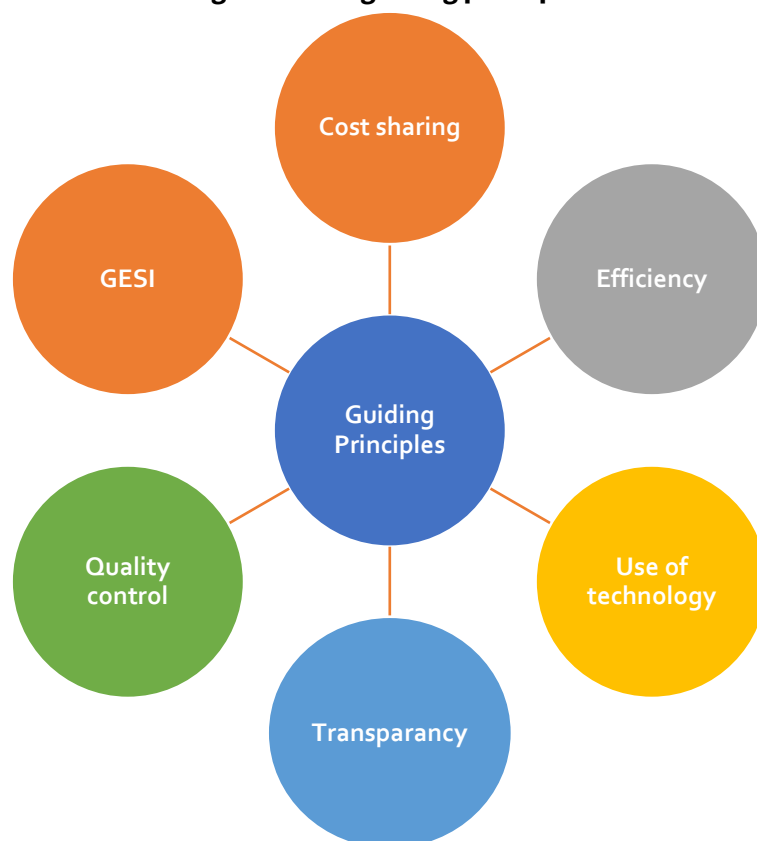 Cost sharing
GESI
Efficiency
Guiding
Principles
Quality
control
Use of
technology
Transparancy